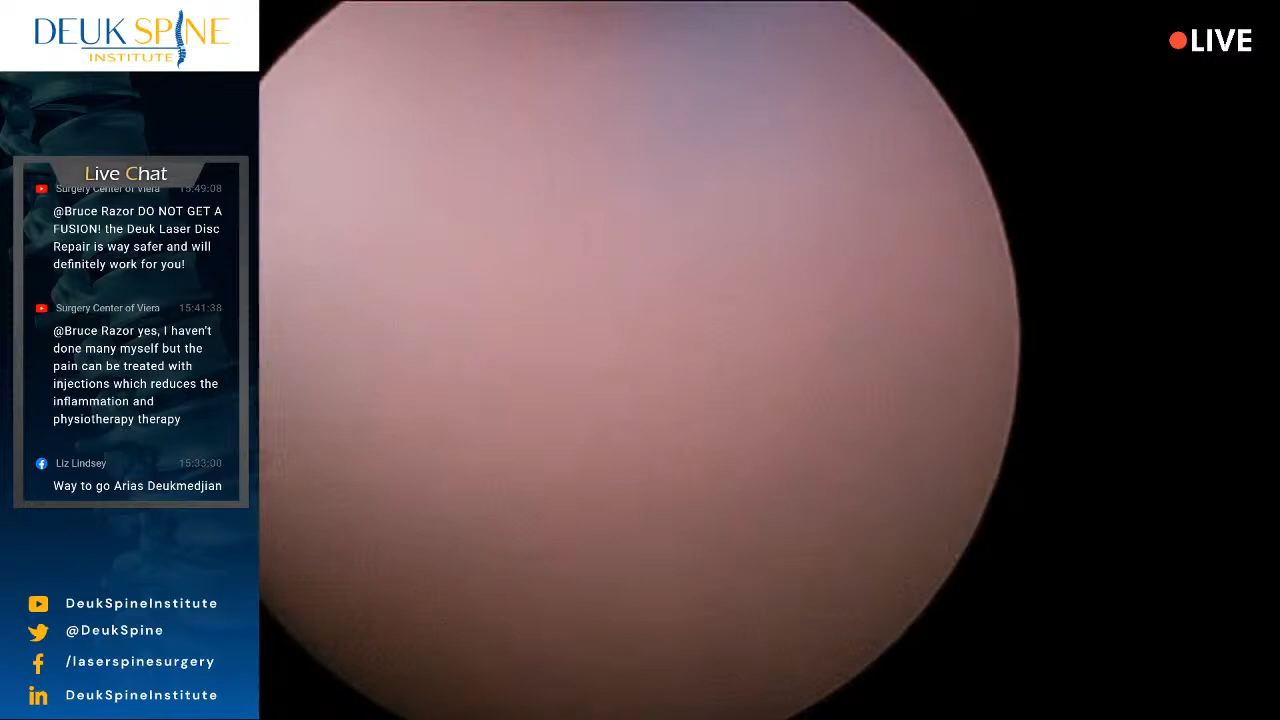 DEUK SPINE
INSTITUTE
LIVE
Live Chat
Surgery Center of Viera 15:49:08
@Bruce Razor DO NOT GET A
FUSION! the Deuk Laser Disc
Repair is way safer and will
definitely work for you!
Surgery Center of Viera 15:41:38
@Bruce Razor yes, I haven't
done many myself but the
pain can be treated with
injections which reduces the
inflammation and
physiotherapy therapy
Liz Lindsey 15:33:00
Way to go Arias Deukmedjian
DeukSpineInstitute
@DeukSpine
/laserspinesurgery
DeukSpineInstitute